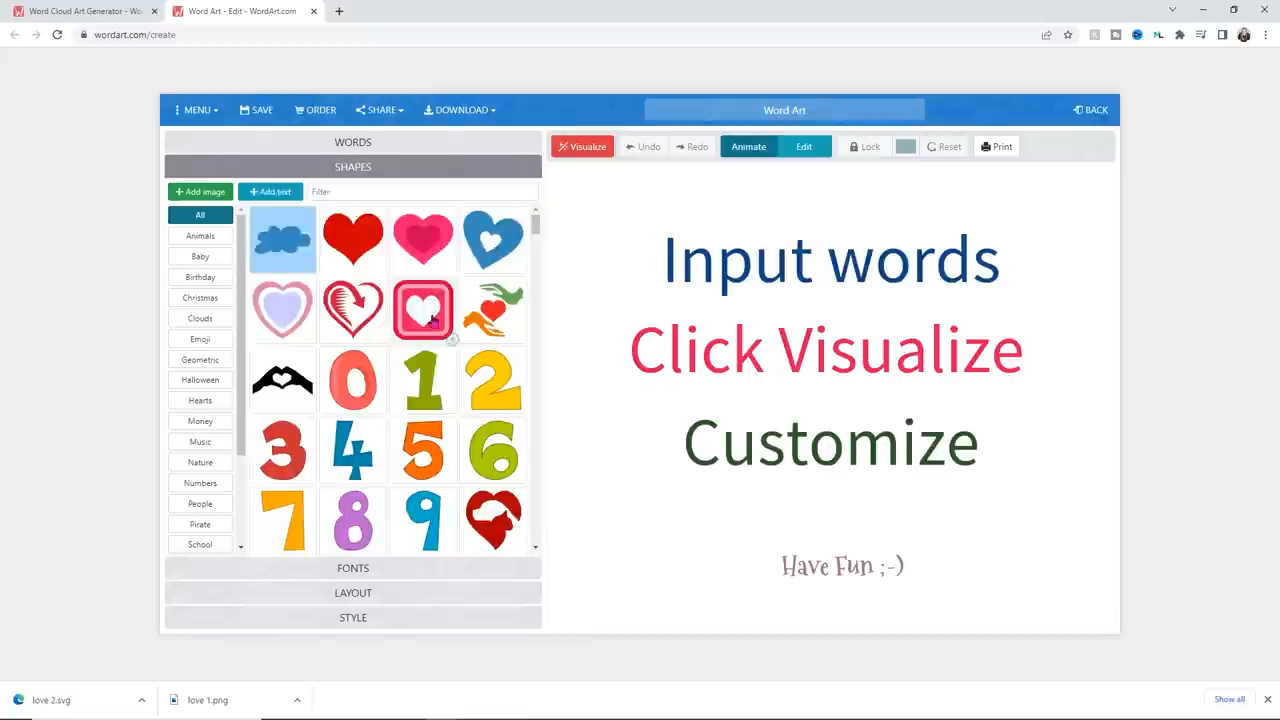 Word Cloud Art Generator - Wo
Word Art - Edit - WordArt.com
wordart.com/create
MENU
SAVE
ORDER
SHARE
DOWNLOAD
Word Art
BACK
WORDS
SHAPES
Visualize
Undo
Redo
Animate
Edit
Lock
Reset
Print
+ Add image
+ Add text
Filter
All
Animals
Baby
Birthday
Christmas
Clouds
Emoji
Geometric
Halloween
Hearts
Money
Music
Nature
Numbers
People
Pirate
School
0
1
2
3
4
5
6
7
8
9
FONTS
LAYOUT
STYLE
Input words
Click Visualize
Customize
Have Fun ;-)
love 2.svg
love 1.png
Show all